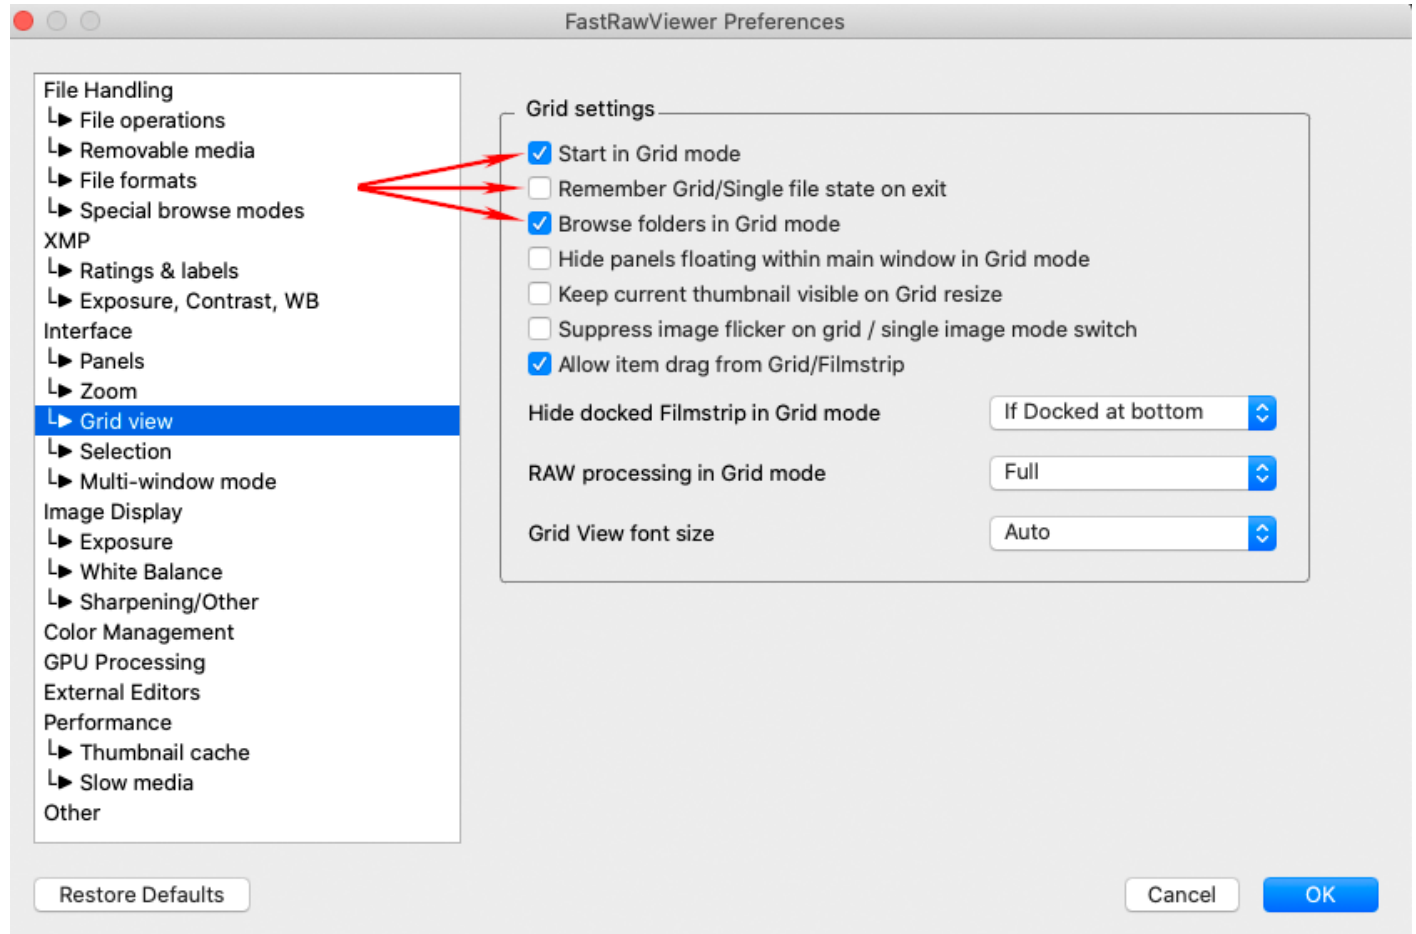 FastRawViewer Preferences
File Handling
File operations
Removable media
File formats
Special browse modes
XMP
Ratings & labels
Exposure, Contrast, WB
Interface
Panels
Zoom
Grid view
Selection
Multi-window mode
Image Display
Exposure
White Balance
Sharpening/Other
Color Management
GPU Processing
External Editors
Performance
Thumbnail cache
Slow media
Other
Grid settings
Start in Grid mode
Remember Grid/Single file state on exit
Browse folders in Grid mode
Hide panels floating within main window in Grid mode
Keep current thumbnail visible on Grid resize
Suppress image flicker on grid / single image mode switch
Allow item drag from Grid/Filmstrip
Hide docked Filmstrip in Grid mode If Docked at bottom
RAW processing in Grid mode Full
Grid View font size Auto
Restore Defaults Cancel OK